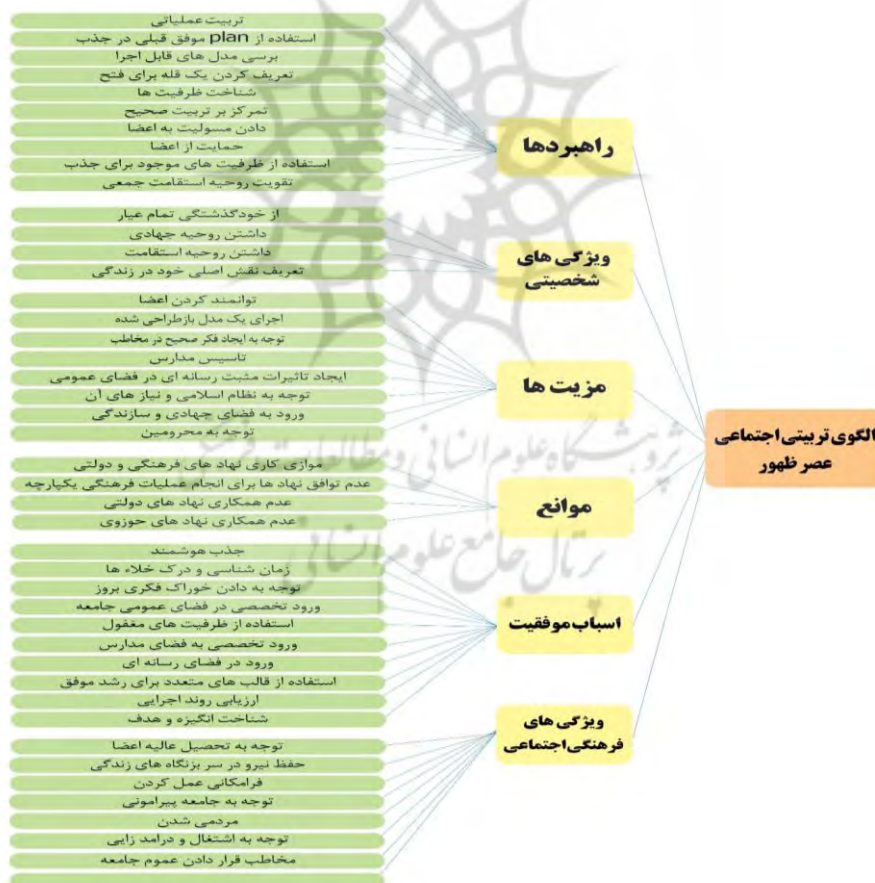 الگوی تربیتی اجتماعی
عصر ظهور
راهبردها
تربیت عملیاتی
استفاده از plan موفق قبلی در جذب
برسی مدل های قابل اجرا
تعریف کردن یک قله برای فتح
شناخت ظرفیت ها
تمرکز بر تربیت صحیح
دادن مسولیت به اعضا
حمایت از اعضا
استفاده از ظرفیت های موجود برای جذب
تقویت روحیه استقامت جمعی
ویژگی های
شخصیتی
از خودگذشتگی تمام عیار
داشتن روحیه جهادی
داشتن روحیه استقامت
تعریف نقش اصلی خود در زندگی
مزیت ها
توانمند کردن اعضا
اجرای یک مدل بازطراحی شده
توجه به ایجاد فکر صحیح در مخاطب
تاسیس مدارس
ایجاد تاثیرات مثبت رسانه ای در فضای عمومی
توجه به نظام اسلامی و نیاز های آن
ورود به فضای جهادی و سازندگی
توجه به محرومین
موانع
موازی کاری نهاد های فرهنگی و دولتی
عدم توافق نهاد ها برای انجام عملیات فرهنگی یکپارچه
عدم همکاری نهاد های دولتی
عدم همکاری نهاد های حوزوی
اسباب موفقیت
جذب هوشمند
زمان شناسی و درک خلاء ها
توجه به دادن خوراک فکری بروز
ورود تخصصی در فضای عمومی جامعه
استفاده از ظرفیت های مغفول
ورود تخصصی به فضای مدارس
ورود در فضای رسانه ای
استفاده از قالب های متعدد برای رشد موفق
ارزیابی روند اجرایی
شناخت انگیزه و هدف
ویژگی های
فرهنگی اجتماعی
توجه به تحصیل عالیه اعضا
حفظ نیرو در سر بزنگاه های زندگی
فرامکانی عمل کردن
توجه به جامعه پیرامونی
مردمی شدن
توجه به اشتغال و درامد زایی
مخاطب قرار دادن عموم جامعه
پژوهشگاه علوم انسانی و مطالعات فرهنگی
پرتال جامع علوم انسانی